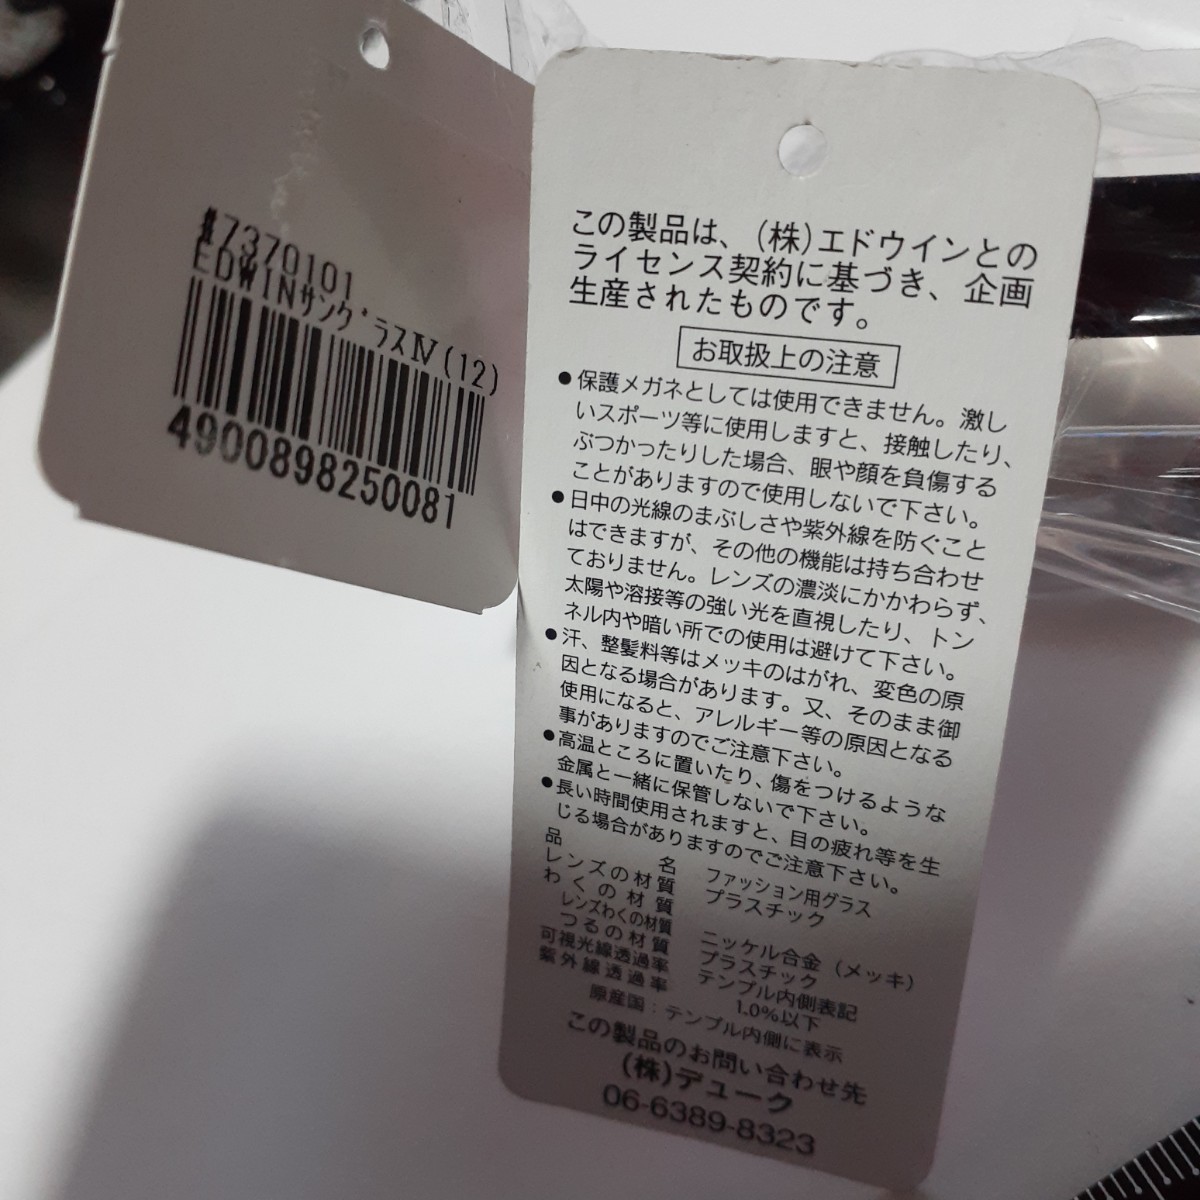 #7370101
EDWINサングラスⅣ(12)
4900898250081
この製品は、(株)エドウインとの
ライセンス契約に基づき、企画
生産されたものです。
お取扱上の注意
●保護メガネとしては使用できません。激し
いスポーツ等に使用しますと、接触したり、
ぶつかったりした場合、眼や顔を負傷する
ことがありますので使用しないで下さい。
●日中の光線のまぶしさや紫外線を防ぐこと
はできますが、その他の機能は持ち合わせ
ておりません。レンズの濃淡にかかわらず、
太陽や溶接等の強い光を直視したり、トン
ネル内や暗い所での使用は避けて下さい。
●汗、整髪料等はメッキのはがれ、変色の原
因となる場合があります。又、そのまま御
使用になると、アレルギー等の原因となる
事がありますのでご注意下さい。
●高温ところに置いたり、傷をつけるような
金属と一緒に保管しないで下さい。
●長い時間使用されますと、目の疲れ等を生
じる場合がありますのでご注意下さい。
品名 ファッション用グラス
レンズの材質 プラスチック
わくの材質
レンズわくの材質 ニッケル合金(メッキ)
つるの材質 プラスチック
可視光線透過率 テンプル内側表記
紫外線透過率 1.0%以下
原産国:テンプル内側に表示
この製品のお問い合わせ先
(株)デューク
06-6389-8323